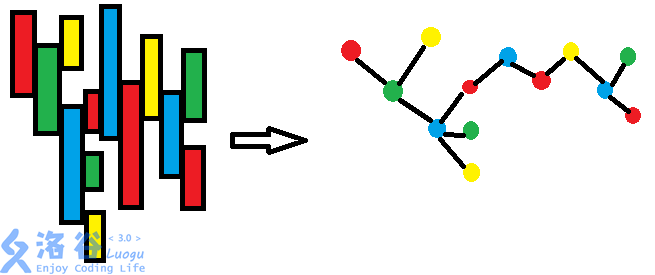 洛谷 < 3.0 >
Luogu
Enjoy Coding Life